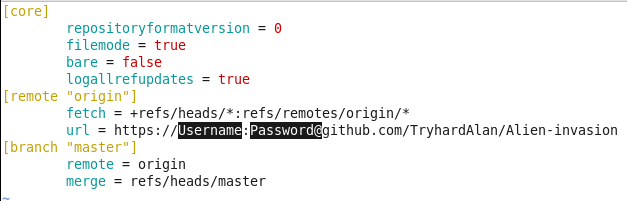 [core]
        repositoryformatversion = 0
        filemode = true
        bare = false
        logallrefupdates = true
[remote "origin"]
        fetch = +refs/heads/*:refs/remotes/origin/*
        url = https://Username:Password@github.com/TryhardAlan/Alien-invasion
[branch "master"]
        remote = origin
        merge = refs/heads/master
~